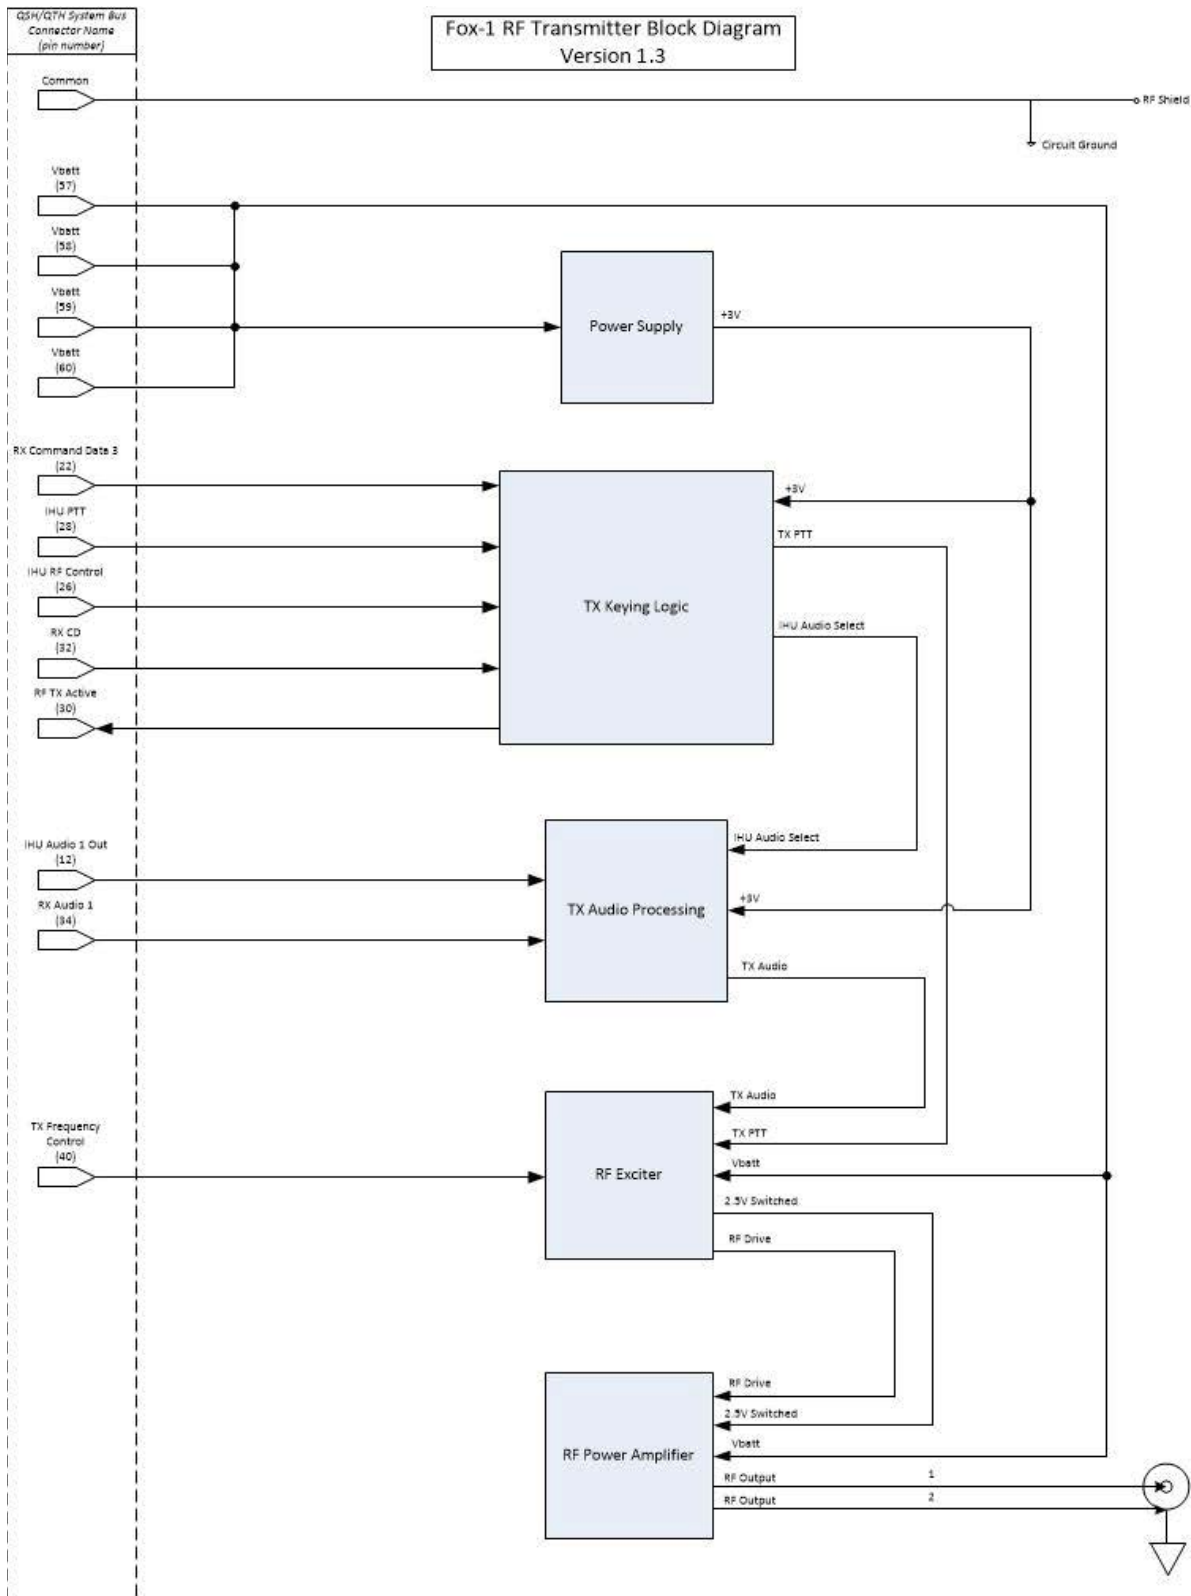 QSH/QTH System Bus
Connector Name
(pin number)
Fox-1 RF Transmitter Block Diagram
Version 1.3
Common
RF Shield
Circuit Ground
Vbatt
(57)
Vbatt
(58)
Vbatt
(59)
Vbatt
(60)
Power Supply
+3V
RX Command Data 3
(22)
IHU PTT
(28)
IHU RF Control
(26)
RX CD
(32)
RF TX Active
(30)
TX Keying Logic
+3V
TX PTT
IHU Audio Select
IHU Audio 1 Out
(12)
RX Audio 1
(34)
TX Audio Processing
IHU Audio Select
+3V
TX Audio
TX Frequency
Control
(40)
RF Exciter
TX Audio
TX PTT
Vbatt
2.5V Switched
RF Drive
RF Power Amplifier
RF Drive
2.5V Switched
Vbatt
RF Output
1
RF Output
2